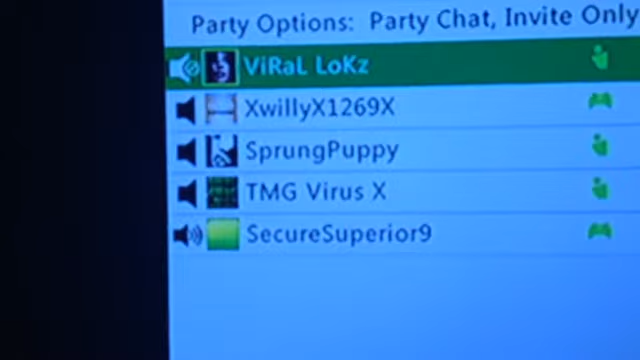 Party Options: Party Chat, Invite Only
ViRaL LoKz
XwillyX1269X
SprungPuppy
TMG Virus X
SecureSuperior9